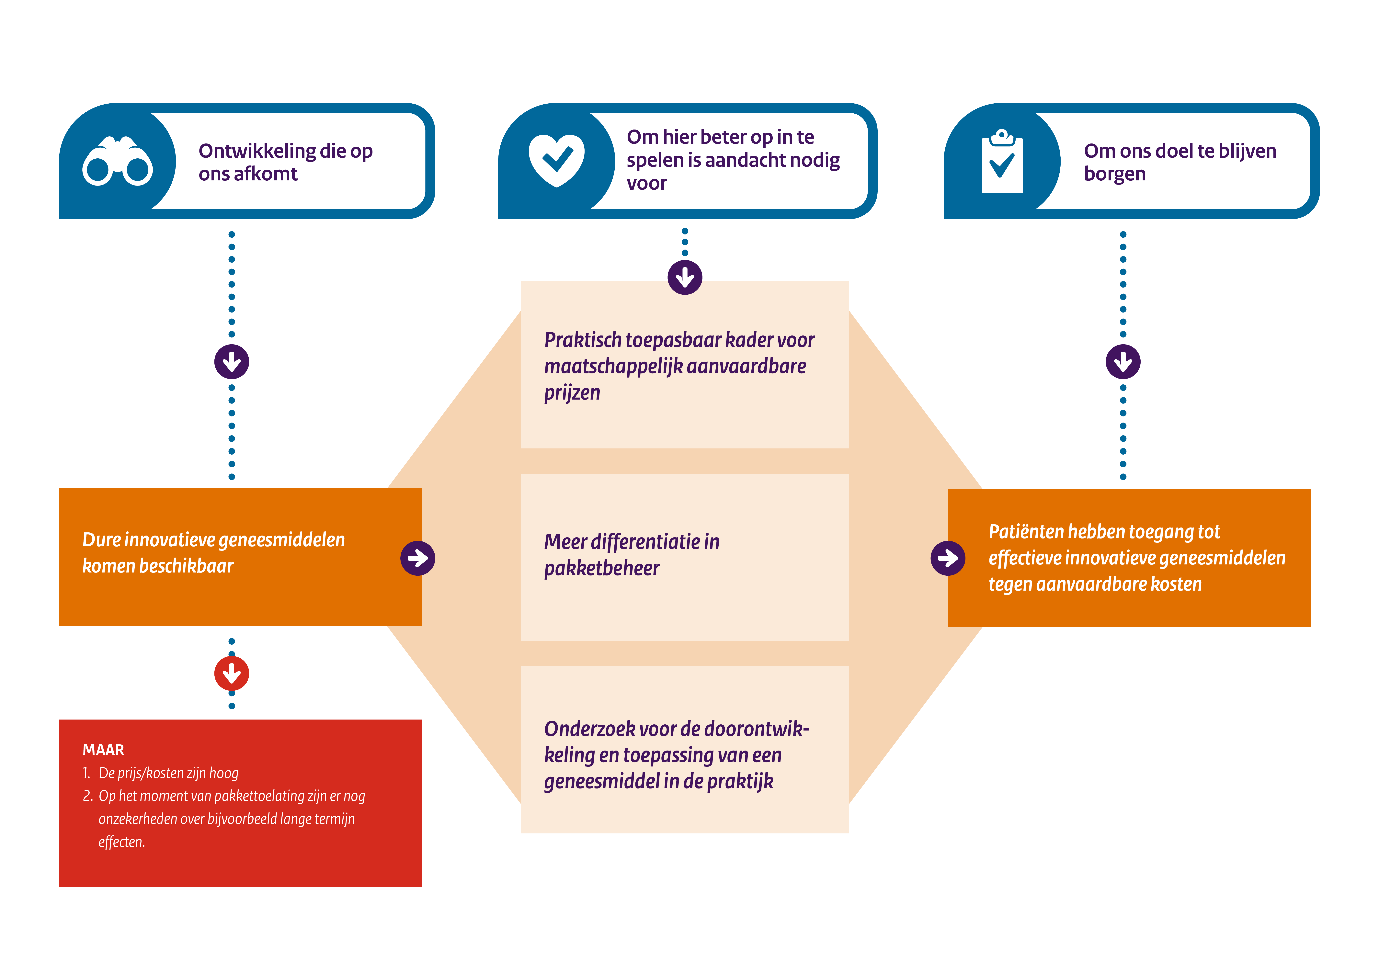 Ontwikkeling die op
ons afkomt
Om hier beter op in te
spelen is aandacht nodig
voor
Om ons doel te blijven
borgen
Praktisch toepasbaar kader voor
maatschappelijk aanvaardbare
prijzen
Dure innovatieve geneesmiddelen
komen beschikbaar
Meer differentiatie in
pakketbeheer
Patiënten hebben toegang tot
effectieve innovatieve geneesmiddelen
tegen aanvaardbare kosten
MAAR
1. De prijs/kosten zijn hoog
2. Op het moment van pakkettoelating zijn er nog
onzekerheden over bijvoorbeeld lange termijn
effecten.
Onderzoek voor de doorontwik-
keling en toepassing van een
geneesmiddel in de praktijk